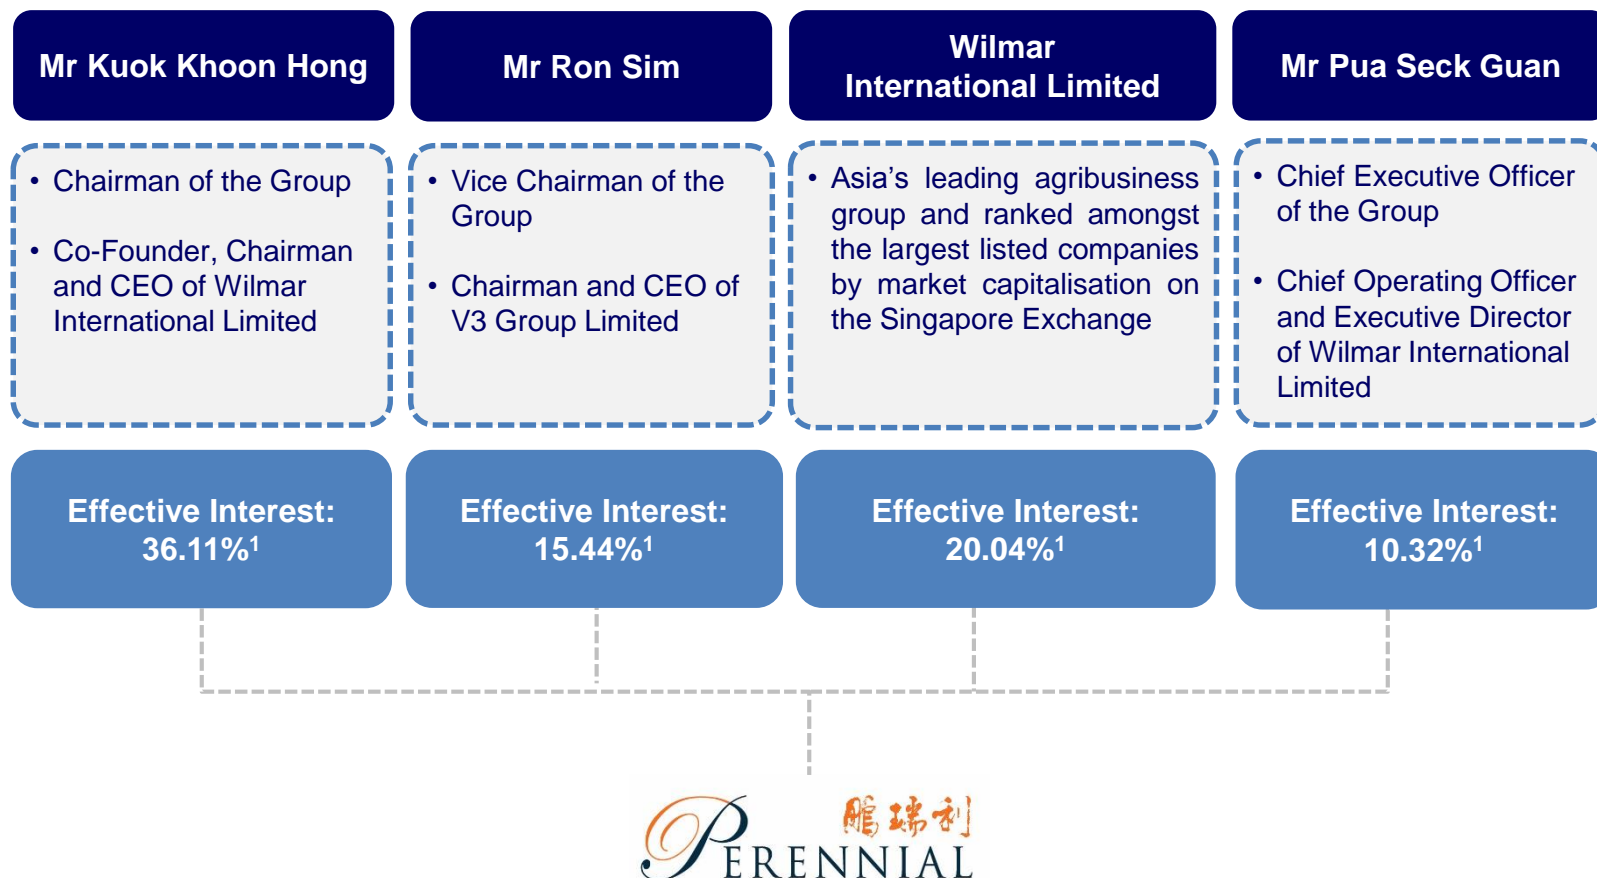 Mr Kuok Khoon Hong
Mr Ron Sim
Wilmar
International Limited
Mr Pua Seck Guan
• Chairman of the Group
• Co-Founder, Chairman
and CEO of Wilmar
International Limited
• Vice Chairman of the
Group
• Chairman and CEO of
V3 Group Limited
• Asia’s leading agribusiness
group and ranked amongst
the largest listed companies
by market capitalisation on
the Singapore Exchange
• Chief Executive Officer
of the Group
• Chief Operating Officer
and Executive Director
of Wilmar International
Limited
Effective Interest:
36.11%¹
Effective Interest:
15.44%¹
Effective Interest:
20.04%¹
Effective Interest:
10.32%¹
鵬瑞利
PERENNIAL